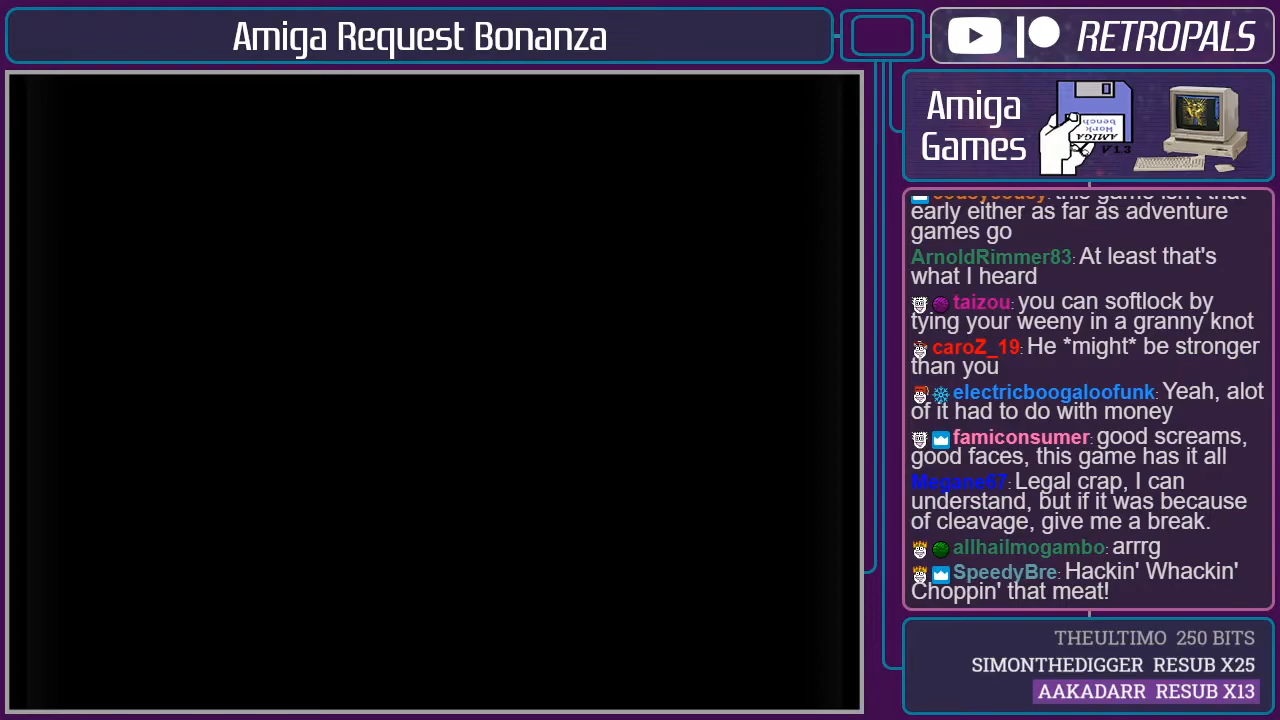 Amiga Request Bonanza
RETROPALS
Amiga
Games
early either as far as adventure
games go
ArnoldRimmer83: At least that's
what I heard
taizou: you can softlock by
tying your weeny in a granny knot
caroZ_19: He *might* be stronger
than you
electricboogaloofunk: Yeah, alot
of it had to do with money
famiconsumer: good screams,
good faces, this game has it all
Megane67: Legal crap, I can
understand, but if it was because
of cleavage, give me a break.
allhailmogambo: arrrg
SpeedyBre: Hackin' Whackin'
Choppin' that meat!
THEULTIMO 250 BITS
SIMONTHEDIGGER RESUB X25
AAKADARR RESUB X13